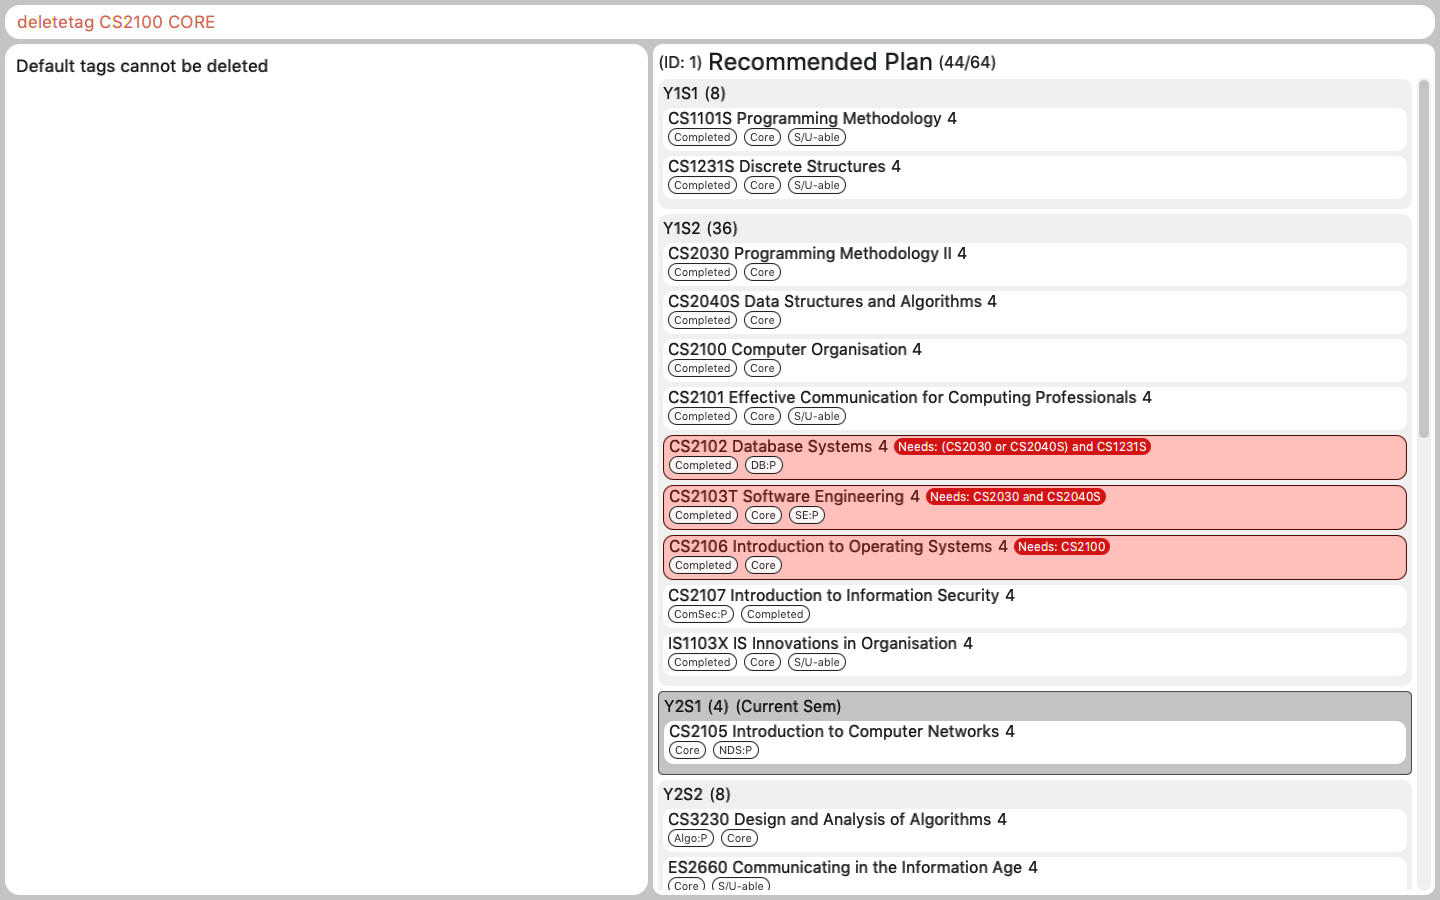 deletetag CS2100 CORE
Default tags cannot be deleted
(ID: 1) Recommended Plan (44/64)
Y1S1 (8)
CS1101S Programming Methodology 4
Completed Core S/U-able
CS1231S Discrete Structures 4
Completed Core S/U-able
Y1S2 (36)
CS2030 Programming Methodology II 4
Completed Core
CS2040S Data Structures and Algorithms 4
Completed Core
CS2100 Computer Organisation 4
Completed Core
CS2101 Effective Communication for Computing Professionals 4
Completed Core S/U-able
CS2102 Database Systems 4 Needs: (CS2030 or CS2040S) and CS1231S
Completed DB:P
CS2103T Software Engineering 4 Needs: CS2030 and CS2040S
Completed Core SE:P
CS2106 Introduction to Operating Systems 4 Needs: CS2100
Completed Core
CS2107 Introduction to Information Security 4
ComSec:P Completed
IS1103X IS Innovations in Organisation 4
Completed Core S/U-able
Y2S1 (4) (Current Sem)
CS2105 Introduction to Computer Networks 4
Core NDS:P
Y2S2 (8)
CS3230 Design and Analysis of Algorithms 4
Algo:P Core
ES2660 Communicating in the Information Age 4
Core S/U-able